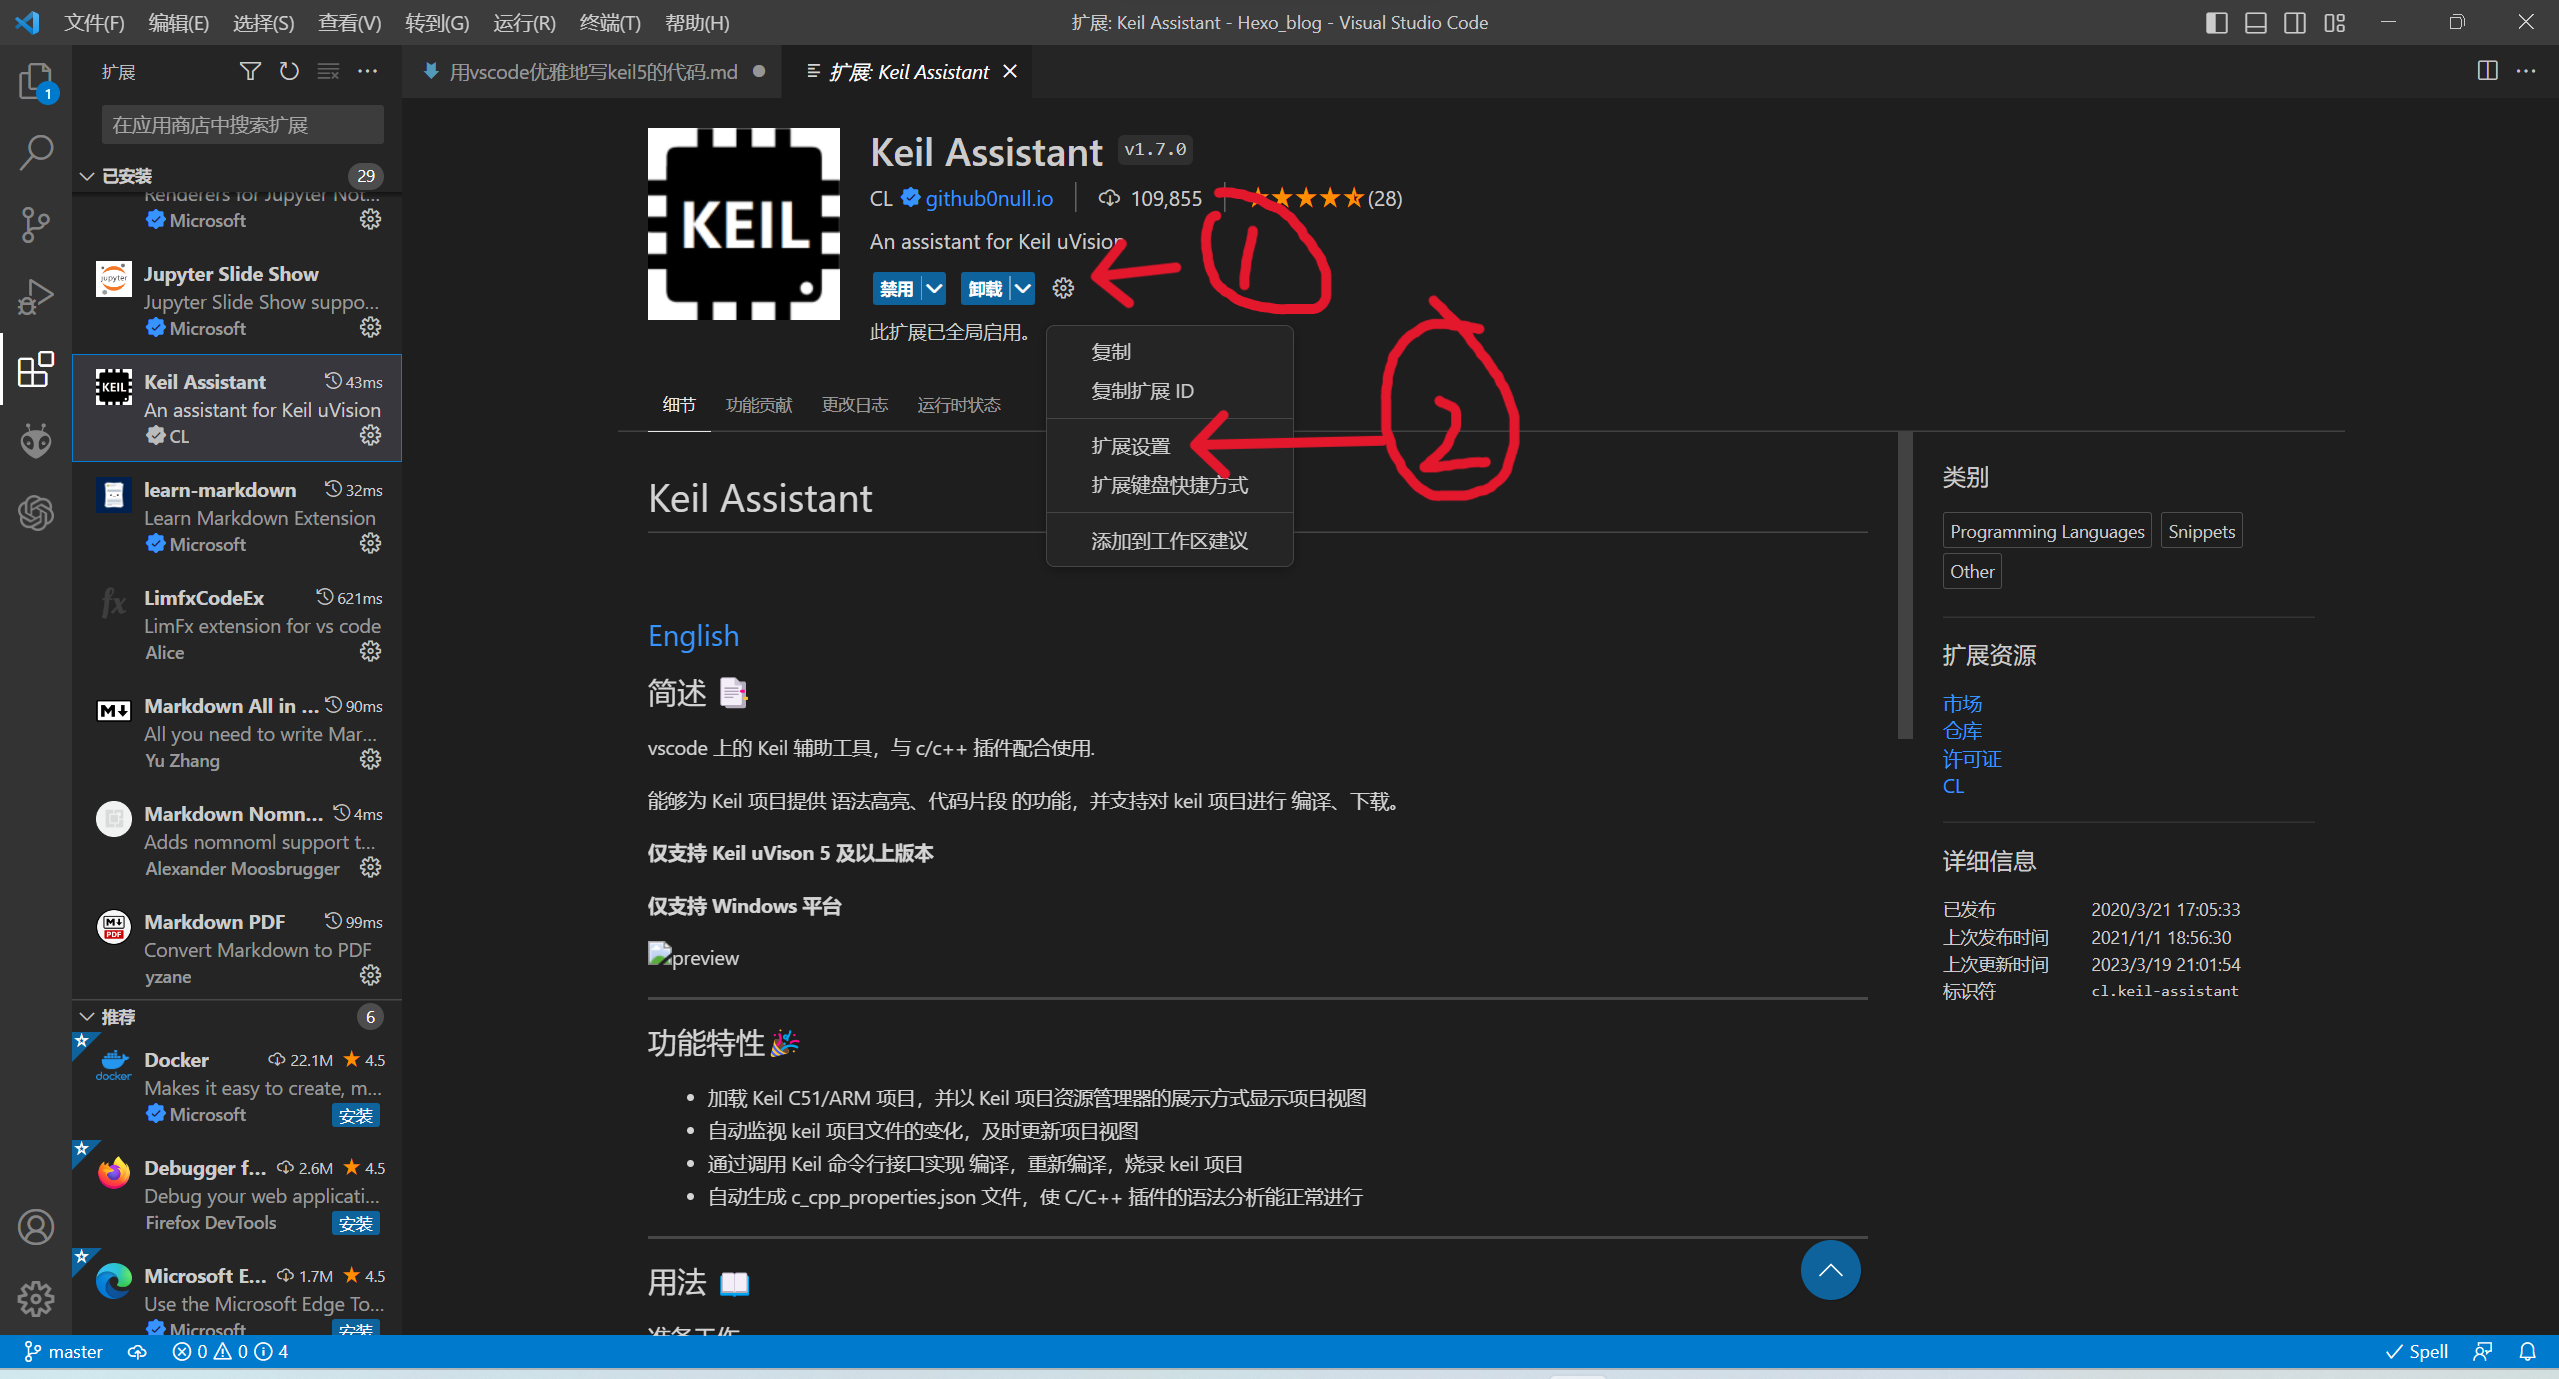 文件(F) 编辑(E) 选择(S) 查看(V) 转到(G) 运行(R) 终端(T) 帮助(H)
扩展: Keil Assistant - Hexo_blog - Visual Studio Code
1
扩展
在应用商店中搜索扩展
已安装 29
Renderers for Jupyter Not...
Microsoft
Jupyter Slide Show
Jupyter Slide Show suppo...
Microsoft
Keil Assistant 43ms
An assistant for Keil uVision
CL
learn-markdown 32ms
Learn Markdown Extension
Microsoft
LimfxCodeEx 621ms
LimFx extension for vs code
Alice
Markdown All in ... 90ms
All you need to write Mar...
Yu Zhang
Markdown Nomn... 4ms
Adds nomnoml support t...
Alexander Moosbrugger
Markdown PDF 99ms
Convert Markdown to PDF
yzane
推荐 6
Docker 22.1M 4.5
Makes it easy to create, m...
Microsoft 安装
Debugger f... 2.6M 4.5
Debug your web applicati...
Firefox DevTools 安装
Microsoft E... 1.7M 4.5
Use the Microsoft Edge To...
Microsoft 安装
用vscode优雅地写keil5的代码.md
扩展: Keil Assistant
KEIL
Keil Assistant v1.7.0
CL github0null.io 109,855 (28)
An assistant for Keil uVision
禁用 卸载
此扩展已全局启用。
1
2
复制
复制扩展 ID
扩展设置
扩展键盘快捷方式
添加到工作区建议
细节 功能贡献 更改日志 运行时状态
Keil Assistant
English
简述
vscode 上的 Keil 辅助工具，与 c/c++ 插件配合使用.
能够为 Keil 项目提供 语法高亮、代码片段 的功能，并支持对 keil 项目进行 编译、下载。
仅支持 Keil uVison 5 及以上版本
仅支持 Windows 平台
preview
功能特性
加载 Keil C51/ARM 项目，并以 Keil 项目资源管理器的展示方式显示项目视图
自动监视 keil 项目文件的变化，及时更新项目视图
通过调用 Keil 命令行接口实现 编译，重新编译，烧录 keil 项目
自动生成 c_cpp_properties.json 文件，使 C/C++ 插件的语法分析能正常进行
用法
准备工作
类别
Programming Languages Snippets
Other
扩展资源
市场
仓库
许可证
CL
详细信息
已发布 2020/3/21 17:05:33
上次发布时间 2021/1/1 18:56:30
上次更新时间 2023/3/19 21:01:54
标识符 cl.keil-assistant
master 0 0 4
Spell